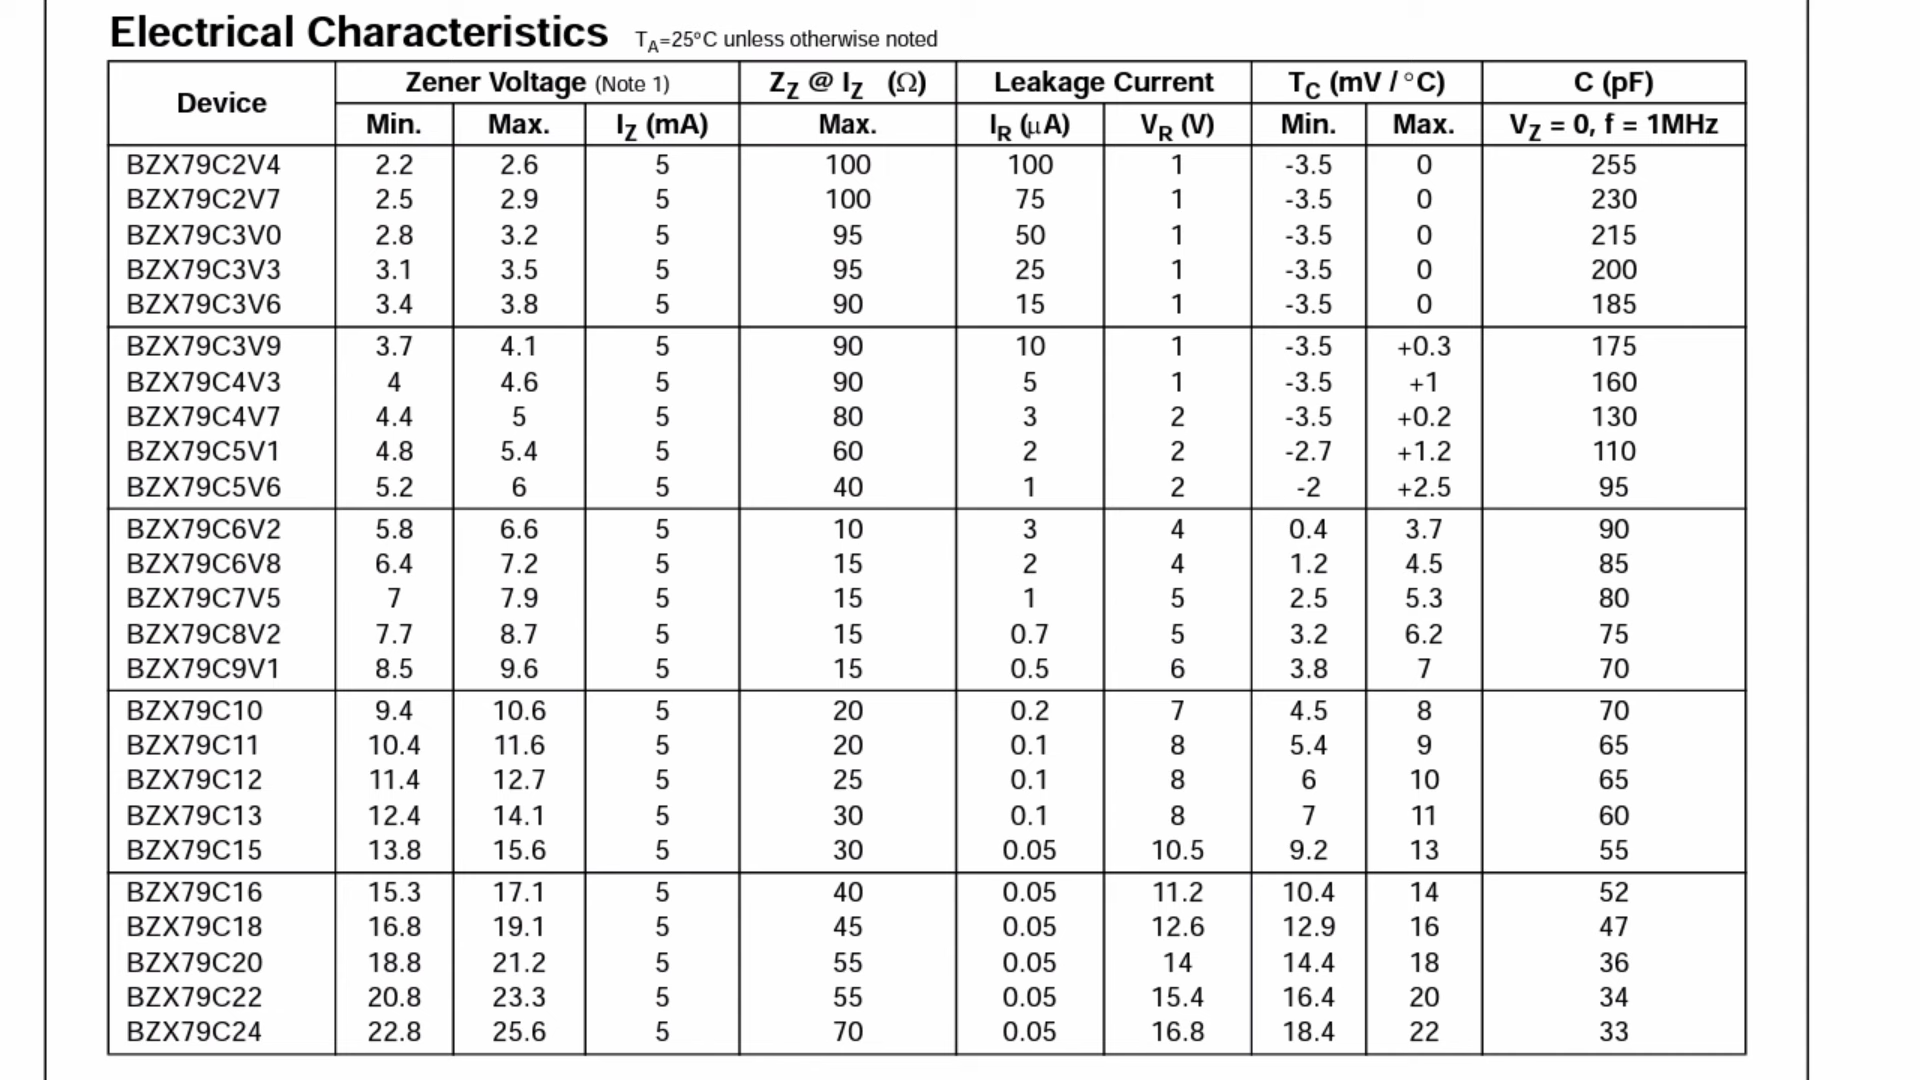 Electrical Characteristics TA=25°C unless otherwise noted
Device Zener Voltage (Note 1) ZZ @ IZ (Ω) Leakage Current TC (mV / °C) C (pF)
Min. Max. IZ (mA) Max. IR (μA) VR (V) Min. Max. VZ = 0, f = 1MHz
BZX79C2V4 2.2 2.6 5 100 100 1 -3.5 0 255
BZX79C2V7 2.5 2.9 5 100 75 1 -3.5 0 230
BZX79C3V0 2.8 3.2 5 95 50 1 -3.5 0 215
BZX79C3V3 3.1 3.5 5 95 25 1 -3.5 0 200
BZX79C3V6 3.4 3.8 5 90 15 1 -3.5 0 185
BZX79C3V9 3.7 4.1 5 90 10 1 -3.5 +0.3 175
BZX79C4V3 4 4.6 5 90 5 1 -3.5 +1 160
BZX79C4V7 4.4 5 5 80 3 2 -3.5 +0.2 130
BZX79C5V1 4.8 5.4 5 60 2 2 -2.7 +1.2 110
BZX79C5V6 5.2 6 5 40 1 2 -2 +2.5 95
BZX79C6V2 5.8 6.6 5 10 3 4 0.4 3.7 90
BZX79C6V8 6.4 7.2 5 15 2 4 1.2 4.5 85
BZX79C7V5 7 7.9 5 15 1 5 2.5 5.3 80
BZX79C8V2 7.7 8.7 5 15 0.7 5 3.2 6.2 75
BZX79C9V1 8.5 9.6 5 15 0.5 6 3.8 7 70
BZX79C10 9.4 10.6 5 20 0.2 7 4.5 8 70
BZX79C11 10.4 11.6 5 20 0.1 8 5.4 9 65
BZX79C12 11.4 12.7 5 25 0.1 8 6 10 65
BZX79C13 12.4 14.1 5 30 0.1 8 7 11 60
BZX79C15 13.8 15.6 5 30 0.05 10.5 9.2 13 55
BZX79C16 15.3 17.1 5 40 0.05 11.2 10.4 14 52
BZX79C18 16.8 19.1 5 45 0.05 12.6 12.9 16 47
BZX79C20 18.8 21.2 5 55 0.05 14 14.4 18 36
BZX79C22 20.8 23.3 5 55 0.05 15.4 16.4 20 34
BZX79C24 22.8 25.6 5 70 0.05 16.8 18.4 22 33